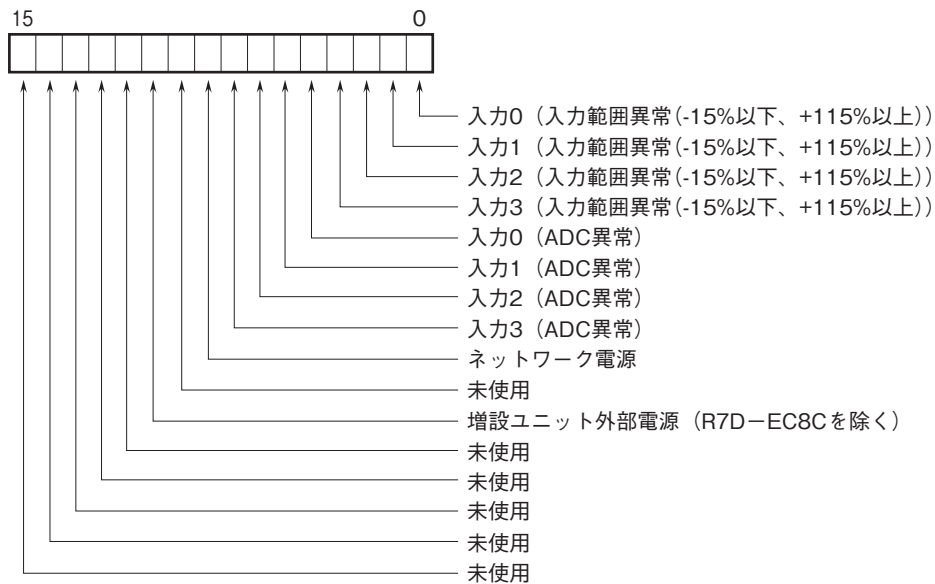 15 0
入力0（入力範囲異常(-15%以下、+115%以上)）
入力1（入力範囲異常(-15%以下、+115%以上)）
入力2（入力範囲異常(-15%以下、+115%以上)）
入力3（入力範囲異常(-15%以下、+115%以上)）
入力0（ADC異常）
入力1（ADC異常）
入力2（ADC異常）
入力3（ADC異常）
ネットワーク電源
未使用
増設ユニット外部電源（R7D－EC8Cを除く）
未使用
未使用
未使用
未使用
未使用